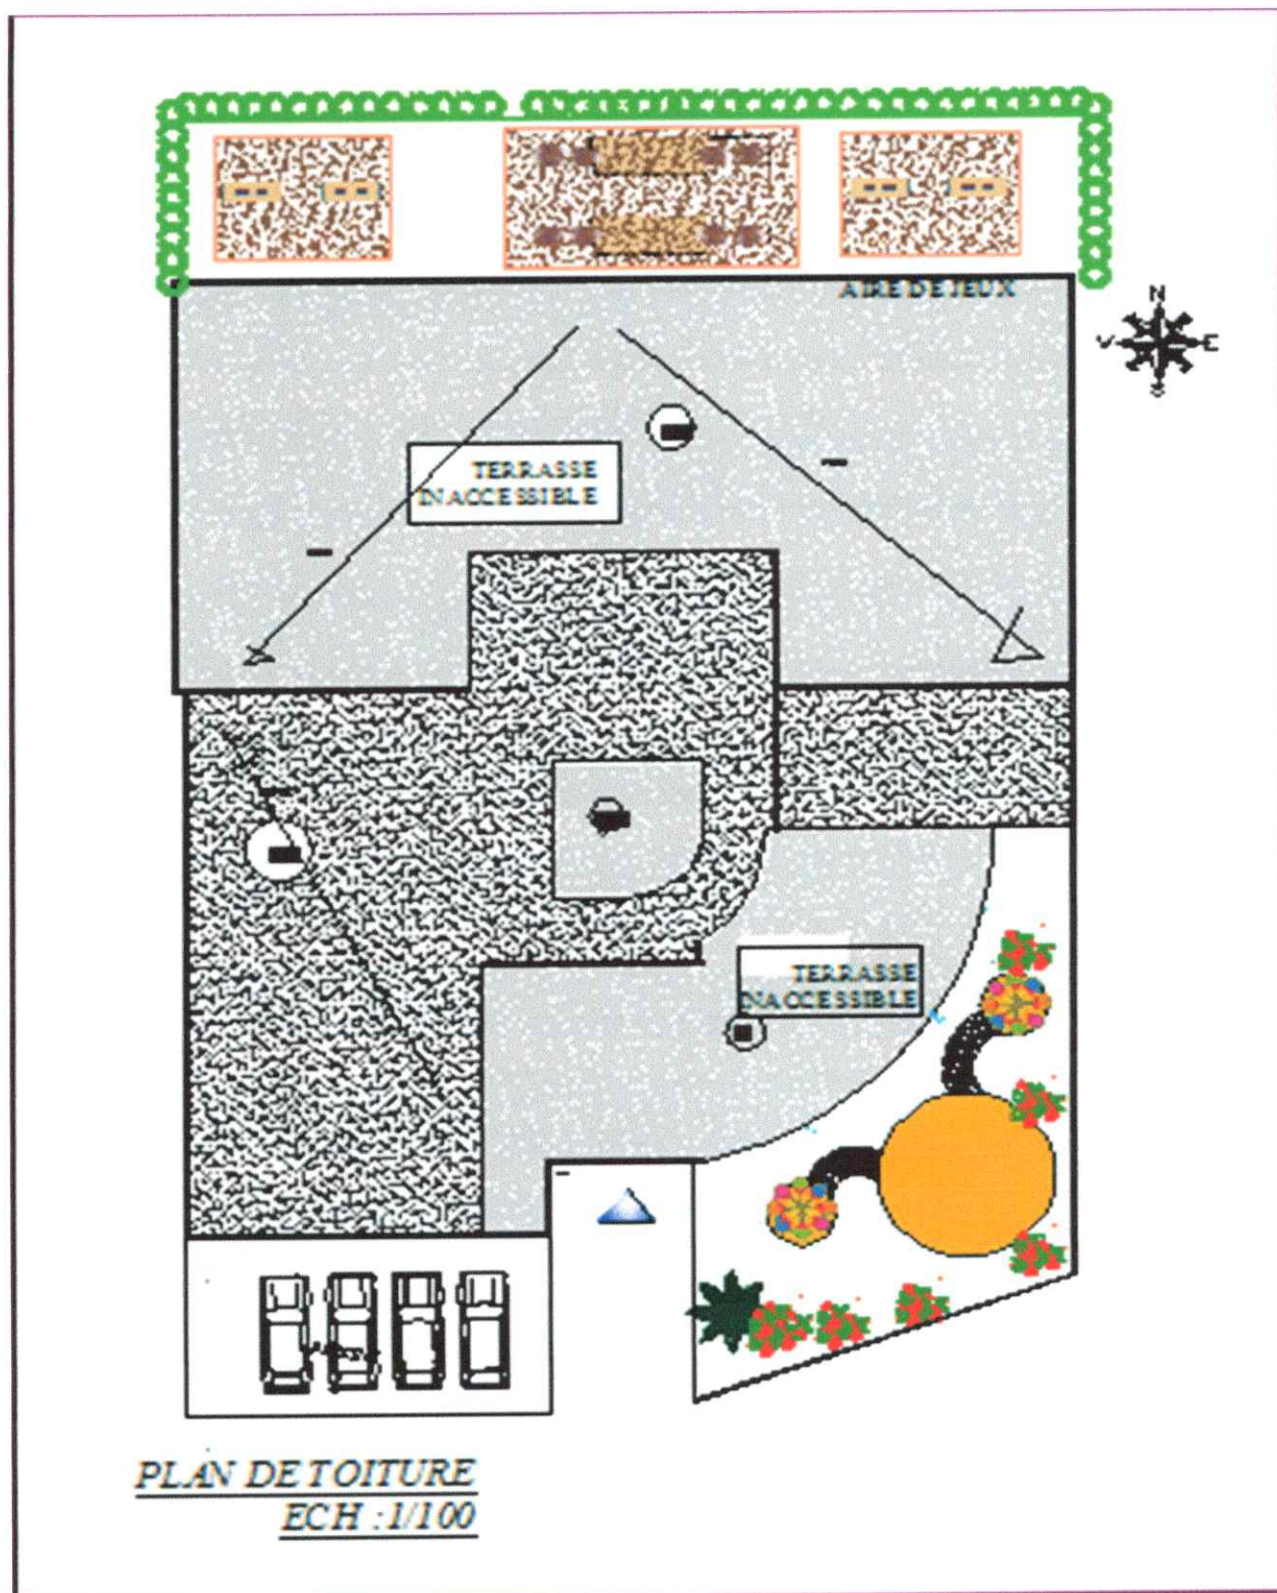 AIRE DE JEUX
N
E
TERRASSE
INACCESSIBLE
TERRASSE
INACCESSIBLE
PLAN DE TOITURE
ECH : 1/100